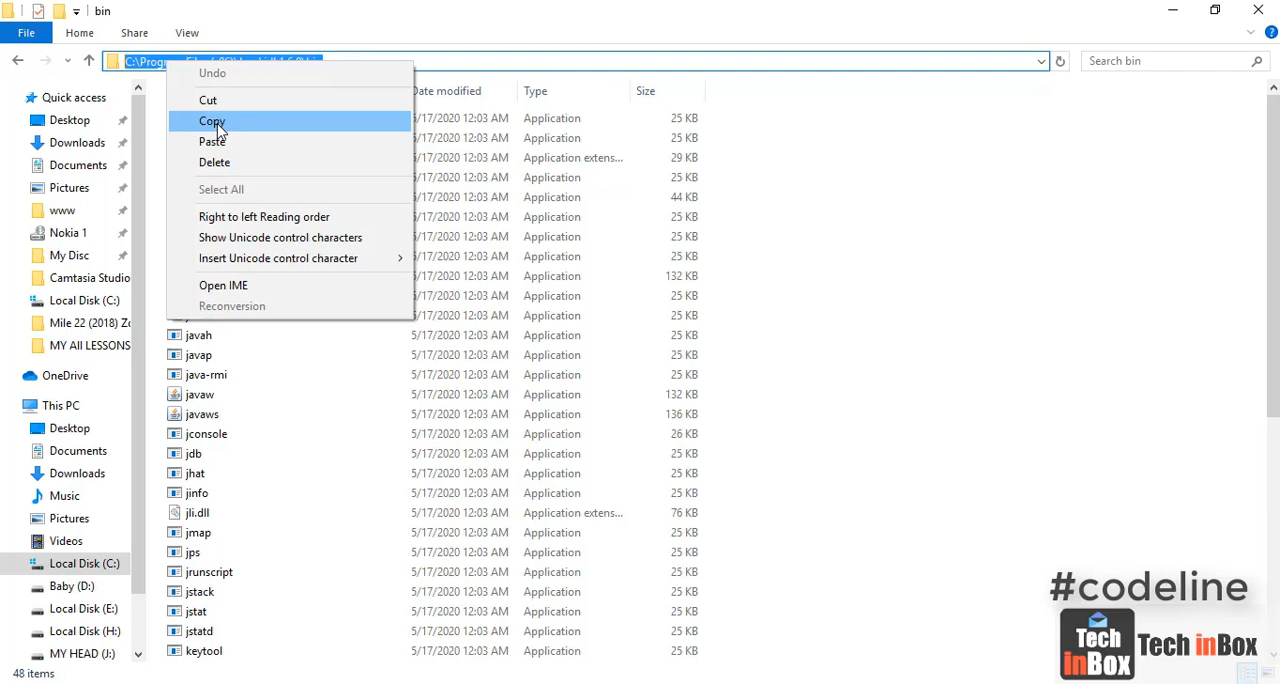 bin
File Home Share View
Search bin
Undo
Cut
Copy
Paste
Delete
Select All
Right to left Reading order
Show Unicode control characters
Insert Unicode control character
Open IME
Reconversion
Quick access
Desktop
Downloads
Documents
Pictures
www
Nokia 1
My Disc
Camtasia Studio
Local Disk (C:)
Mile 22 (2018) Zo
MY All LESSONS
OneDrive
This PC
Desktop
Documents
Downloads
Music
Pictures
Videos
Local Disk (C:)
Baby (D:)
Local Disk (E:)
Local Disk (H:)
MY HEAD (J:)
Date modified Type Size
5/17/2020 12:03 AM Application 25 KB
5/17/2020 12:03 AM Application 25 KB
5/17/2020 12:03 AM Application extens... 29 KB
5/17/2020 12:03 AM Application 25 KB
5/17/2020 12:03 AM Application 44 KB
5/17/2020 12:03 AM Application 25 KB
5/17/2020 12:03 AM Application 25 KB
5/17/2020 12:03 AM Application 25 KB
5/17/2020 12:03 AM Application 132 KB
5/17/2020 12:03 AM Application 25 KB
5/17/2020 12:03 AM Application 25 KB
javah 5/17/2020 12:03 AM Application 25 KB
javap 5/17/2020 12:03 AM Application 25 KB
java-rmi 5/17/2020 12:03 AM Application 25 KB
javaw 5/17/2020 12:03 AM Application 132 KB
javaws 5/17/2020 12:03 AM Application 136 KB
jconsole 5/17/2020 12:03 AM Application 26 KB
jdb 5/17/2020 12:03 AM Application 25 KB
jhat 5/17/2020 12:03 AM Application 25 KB
jinfo 5/17/2020 12:03 AM Application 25 KB
jli.dll 5/17/2020 12:03 AM Application extens... 76 KB
jmap 5/17/2020 12:03 AM Application 25 KB
jps 5/17/2020 12:03 AM Application 25 KB
jrunscript 5/17/2020 12:03 AM Application 25 KB
jstack 5/17/2020 12:03 AM Application 25 KB
jstat 5/17/2020 12:03 AM Application 25 KB
jstatd 5/17/2020 12:03 AM Application 25 KB
keytool 5/17/2020 12:03 AM Application 25 KB
48 items
#codeline
Tech
inBox
Tech inBox